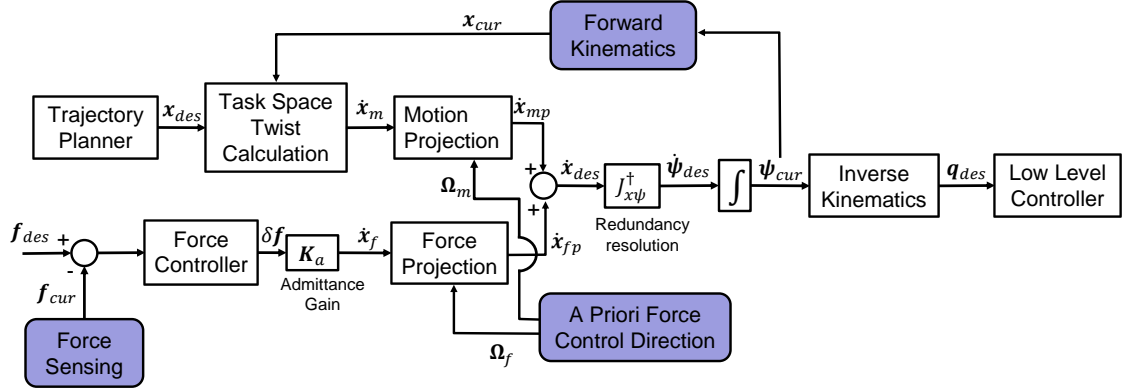 x_cur
Forward
Kinematics
Trajectory
Planner
x_des
Task Space
Twist
Calculation
ẋ_m
Motion
Projection
ẋ_mp
Ω_m
+
+
ẋ_des
J†_xψ
Redundancy
resolution
ψ̇_des
∫
ψ_cur
Inverse
Kinematics
q_des
Low Level
Controller
f_des
+
-
f_cur
Force
Sensing
Force
Controller
δf
K_a
Admittance
Gain
ẋ_f
Force
Projection
ẋ_fp
Ω_f
A Priori Force
Control Direction